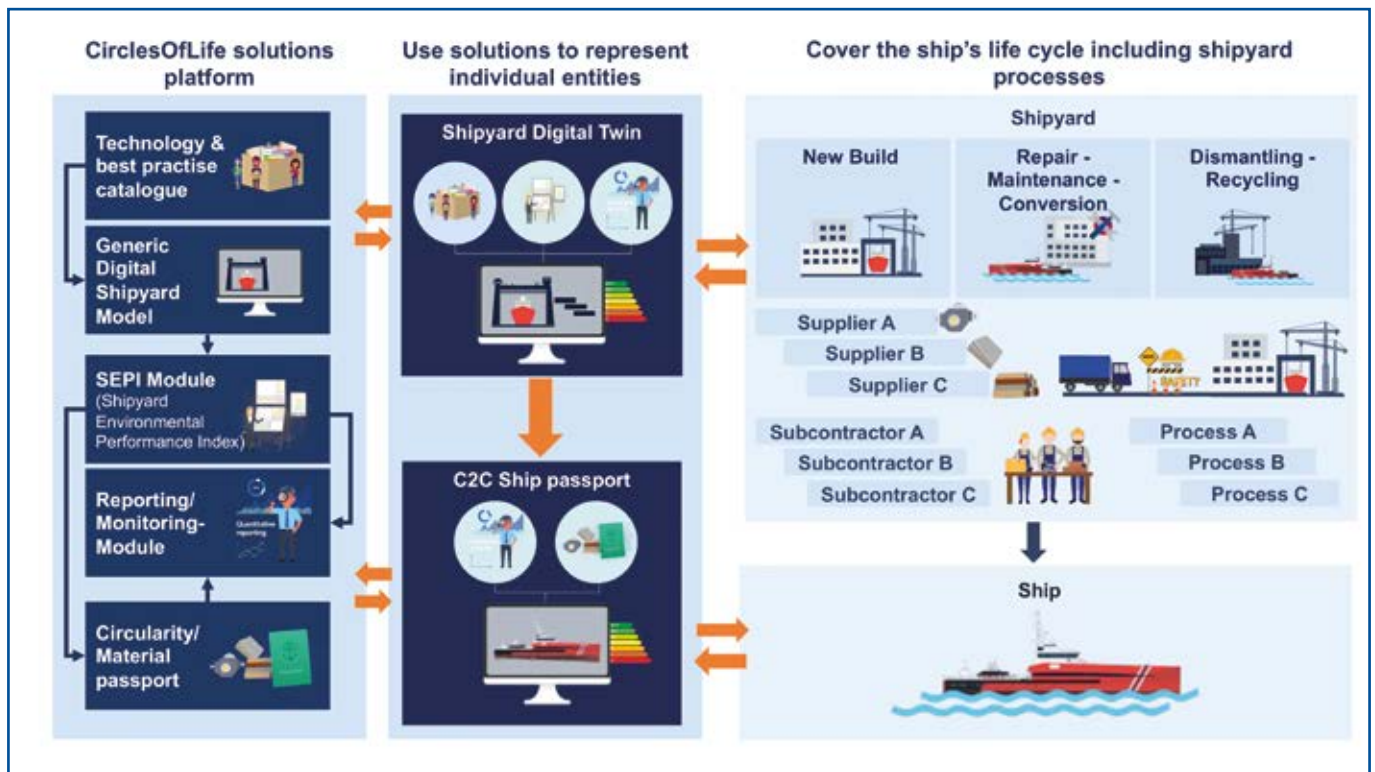 CirclesOfLife solutions
platform
Technology &
best practise
catalogue
Generic
Digital
Shipyard
Model
SEPI Module
(Shipyard
Environmental
Performance Index)
Reporting/
Monitoring-
Module
Quantitative
reporting
Circularity/
Material
passport
Use solutions to represent
individual entities
Shipyard Digital Twin
C2C Ship passport
Cover the ship's life cycle including shipyard
processes
Shipyard
New Build
Repair -
Maintenance -
Conversion
Dismantling -
Recycling
Supplier A
Supplier B
Supplier C
SAFETY
Subcontractor A
Subcontractor B
Subcontractor C
Process A
Process B
Process C
Ship